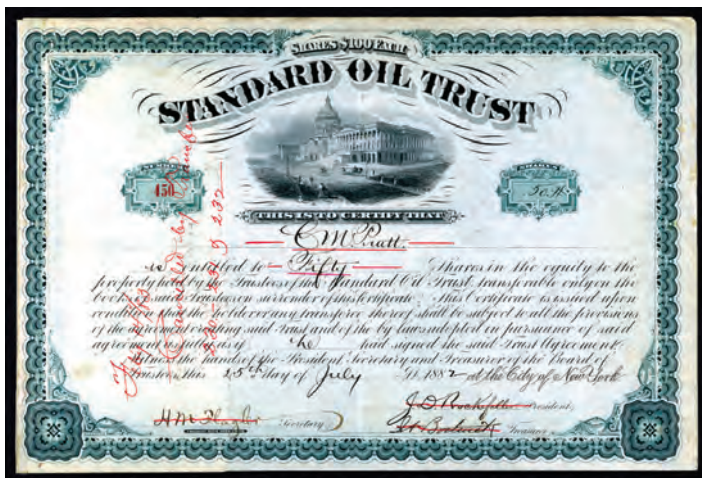 SHARES $100 EACH
STANDARD OIL TRUST
NUMBER
450
SHARES
50
THIS IS TO CERTIFY THAT
C M Pratt
is entitled to Fifty Shares in the equity to the
property held by the Trustees of the Standard Oil Trust, transferable only on the
books of said Trustees on surrender of this Certificate. This Certificate is issued upon
condition that the holder or any transferee thereof shall be subject to all the provisions
of the agreement creating said Trust and of the by laws adopted in pursuance of said
agreement as fully as if he had signed the said Trust Agreement.
Witness the hands of the President, Secretary and Treasurer of the Board of
Trustees, this 25th day of July A.D. 1882 at the City of New York
J D Rockefeller President,
H M Flagler Secretary
Treasurer
Cancelled by Transfer